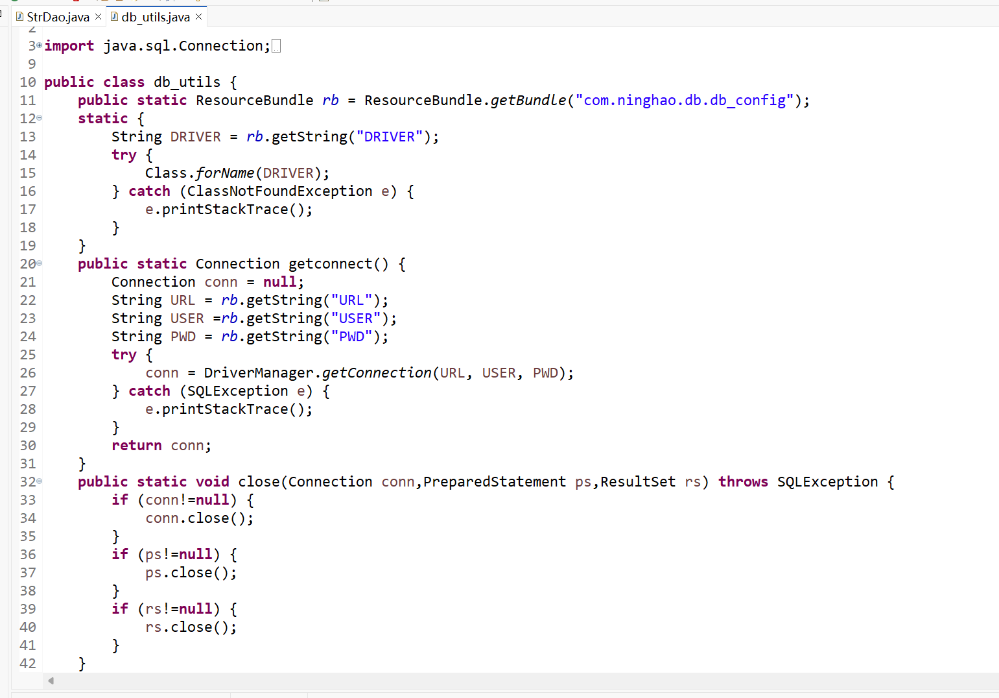 StrDao.java db_utils.java
2
3 import java.sql.Connection;
9
10 public class db_utils {
11     public static ResourceBundle rb = ResourceBundle.getBundle("com.ninghao.db.db_config");
12     static {
13         String DRIVER = rb.getString("DRIVER");
14         try {
15             Class.forName(DRIVER);
16         } catch (ClassNotFoundException e) {
17             e.printStackTrace();
18         }
19     }
20     public static Connection getconnect() {
21         Connection conn = null;
22         String URL = rb.getString("URL");
23         String USER =rb.getString("USER");
24         String PWD = rb.getString("PWD");
25         try {
26             conn = DriverManager.getConnection(URL, USER, PWD);
27         } catch (SQLException e) {
28             e.printStackTrace();
29         }
30         return conn;
31     }
32     public static void close(Connection conn,PreparedStatement ps,ResultSet rs) throws SQLException {
33         if (conn!=null) {
34             conn.close();
35         }
36         if (ps!=null) {
37             ps.close();
38         }
39         if (rs!=null) {
40             rs.close();
41         }
42     }